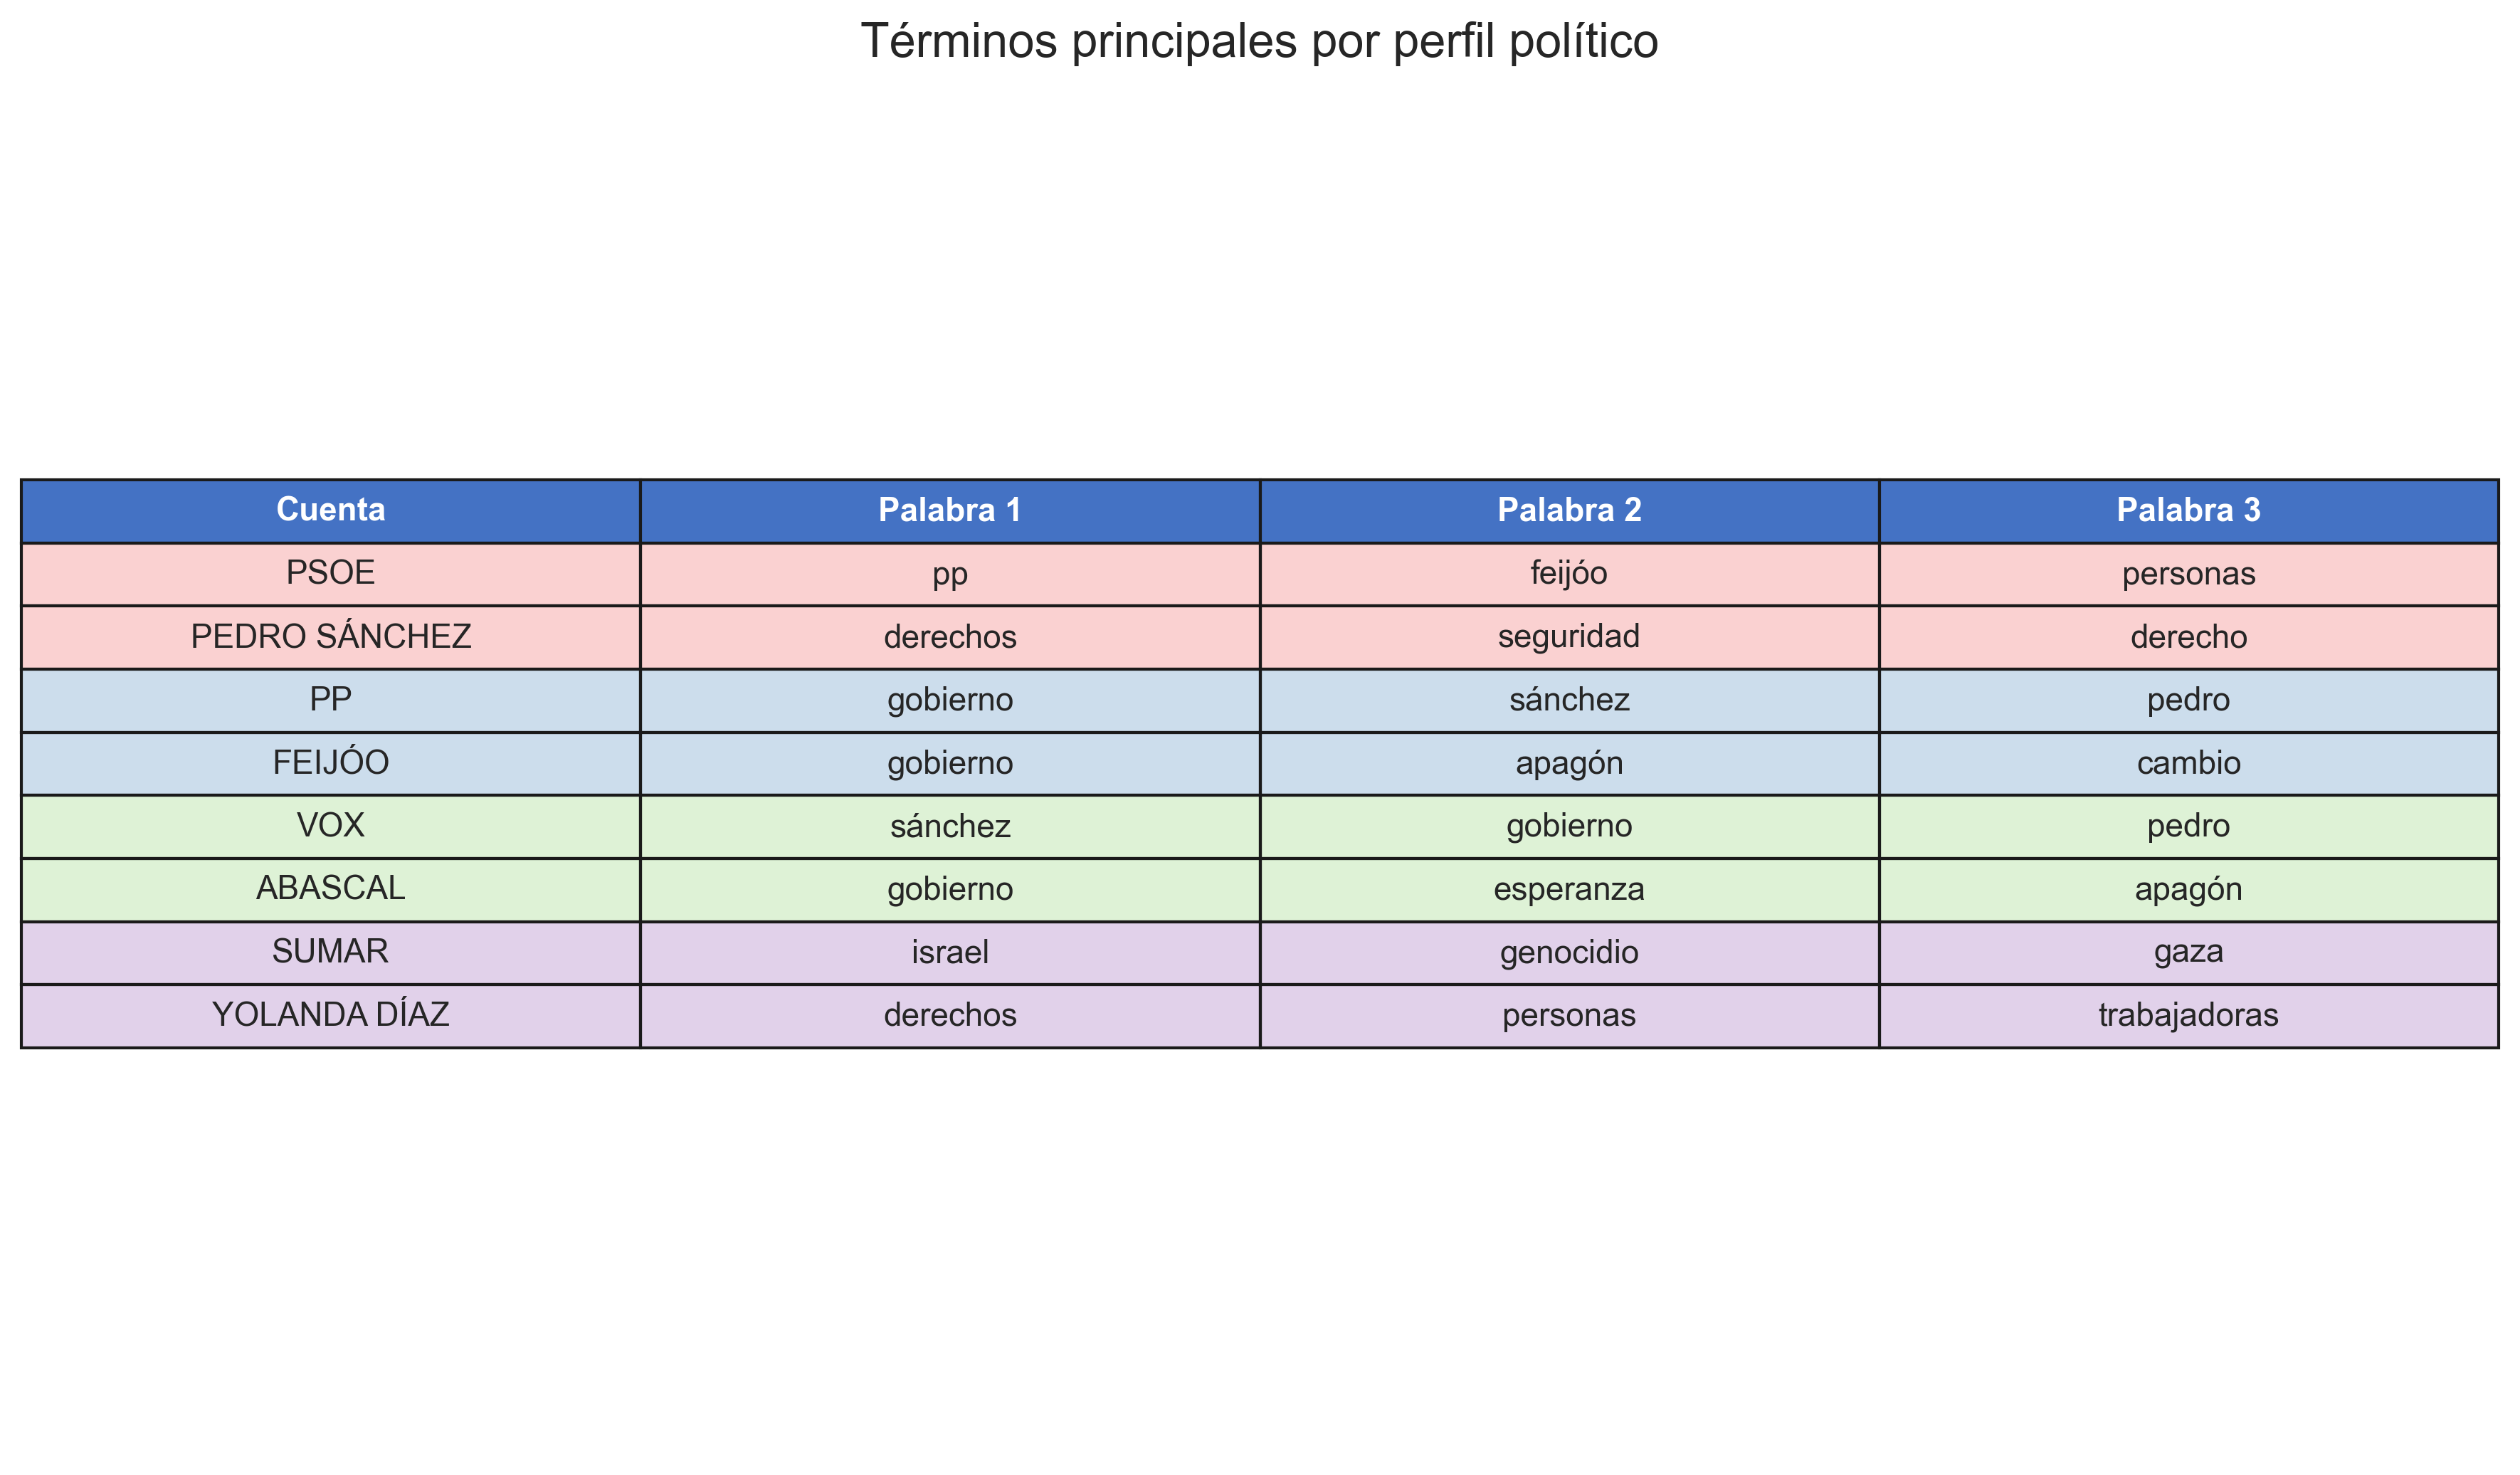 Términos principales por perfil político
Cuenta Palabra 1 Palabra 2 Palabra 3
PSOE pp feijóo personas
PEDRO SÁNCHEZ derechos seguridad derecho
PP gobierno sánchez pedro
FEIJÓO gobierno apagón cambio
VOX sánchez gobierno pedro
ABASCAL gobierno esperanza apagón
SUMAR israel genocidio gaza
YOLANDA DÍAZ derechos personas trabajadoras